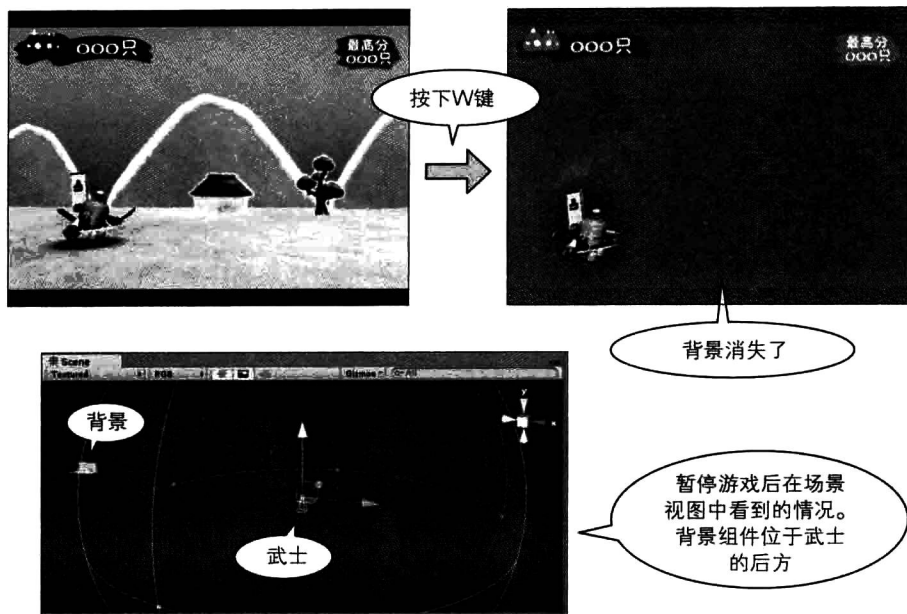 000只
最高分
000只
按下W键
000只
最高分
000只
背景消失了
Scene
Textured
RGB
Gizmos
All
背景
y
x
武士
暂停游戏后在场景
视图中看到的情况。
背景组件位于武士
的后方